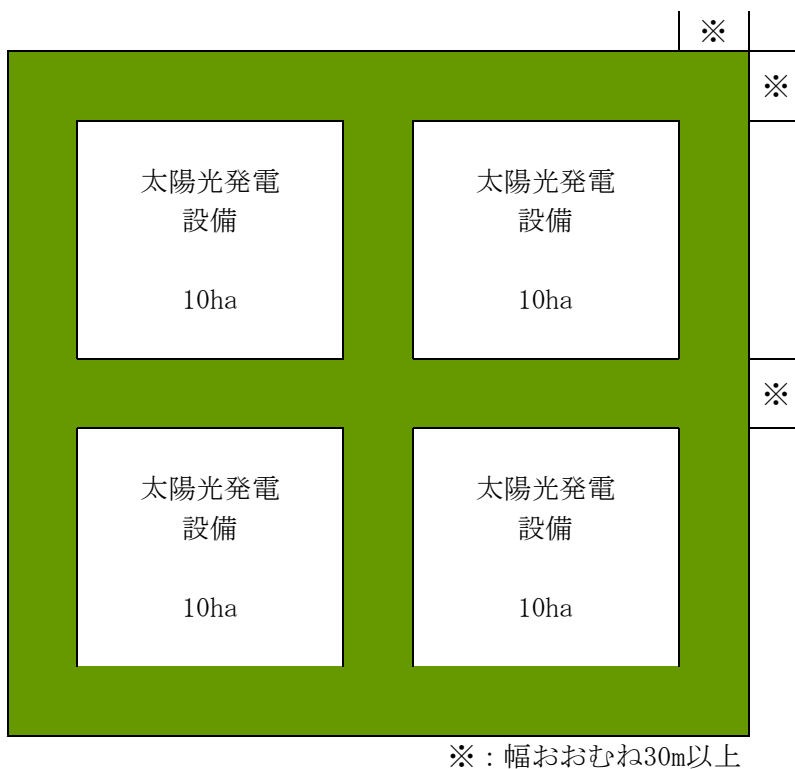 ※
※
太陽光発電
設備
10ha
太陽光発電
設備
10ha
※
太陽光発電
設備
10ha
太陽光発電
設備
10ha
※：幅おおむね30m以上